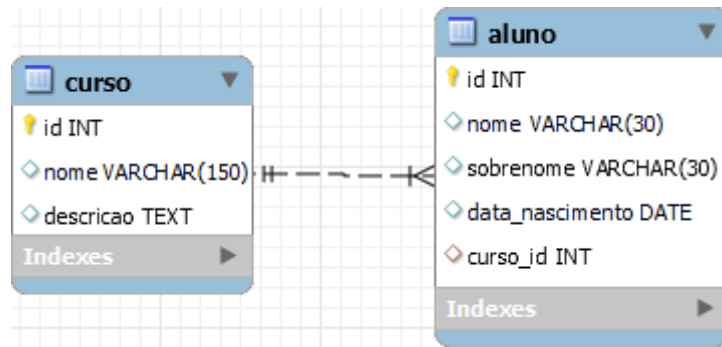 curso
id INT
nome VARCHAR(150)
descricao TEXT
Indexes
aluno
id INT
nome VARCHAR(30)
sobrenome VARCHAR(30)
data_nascimento DATE
curso_id INT
Indexes